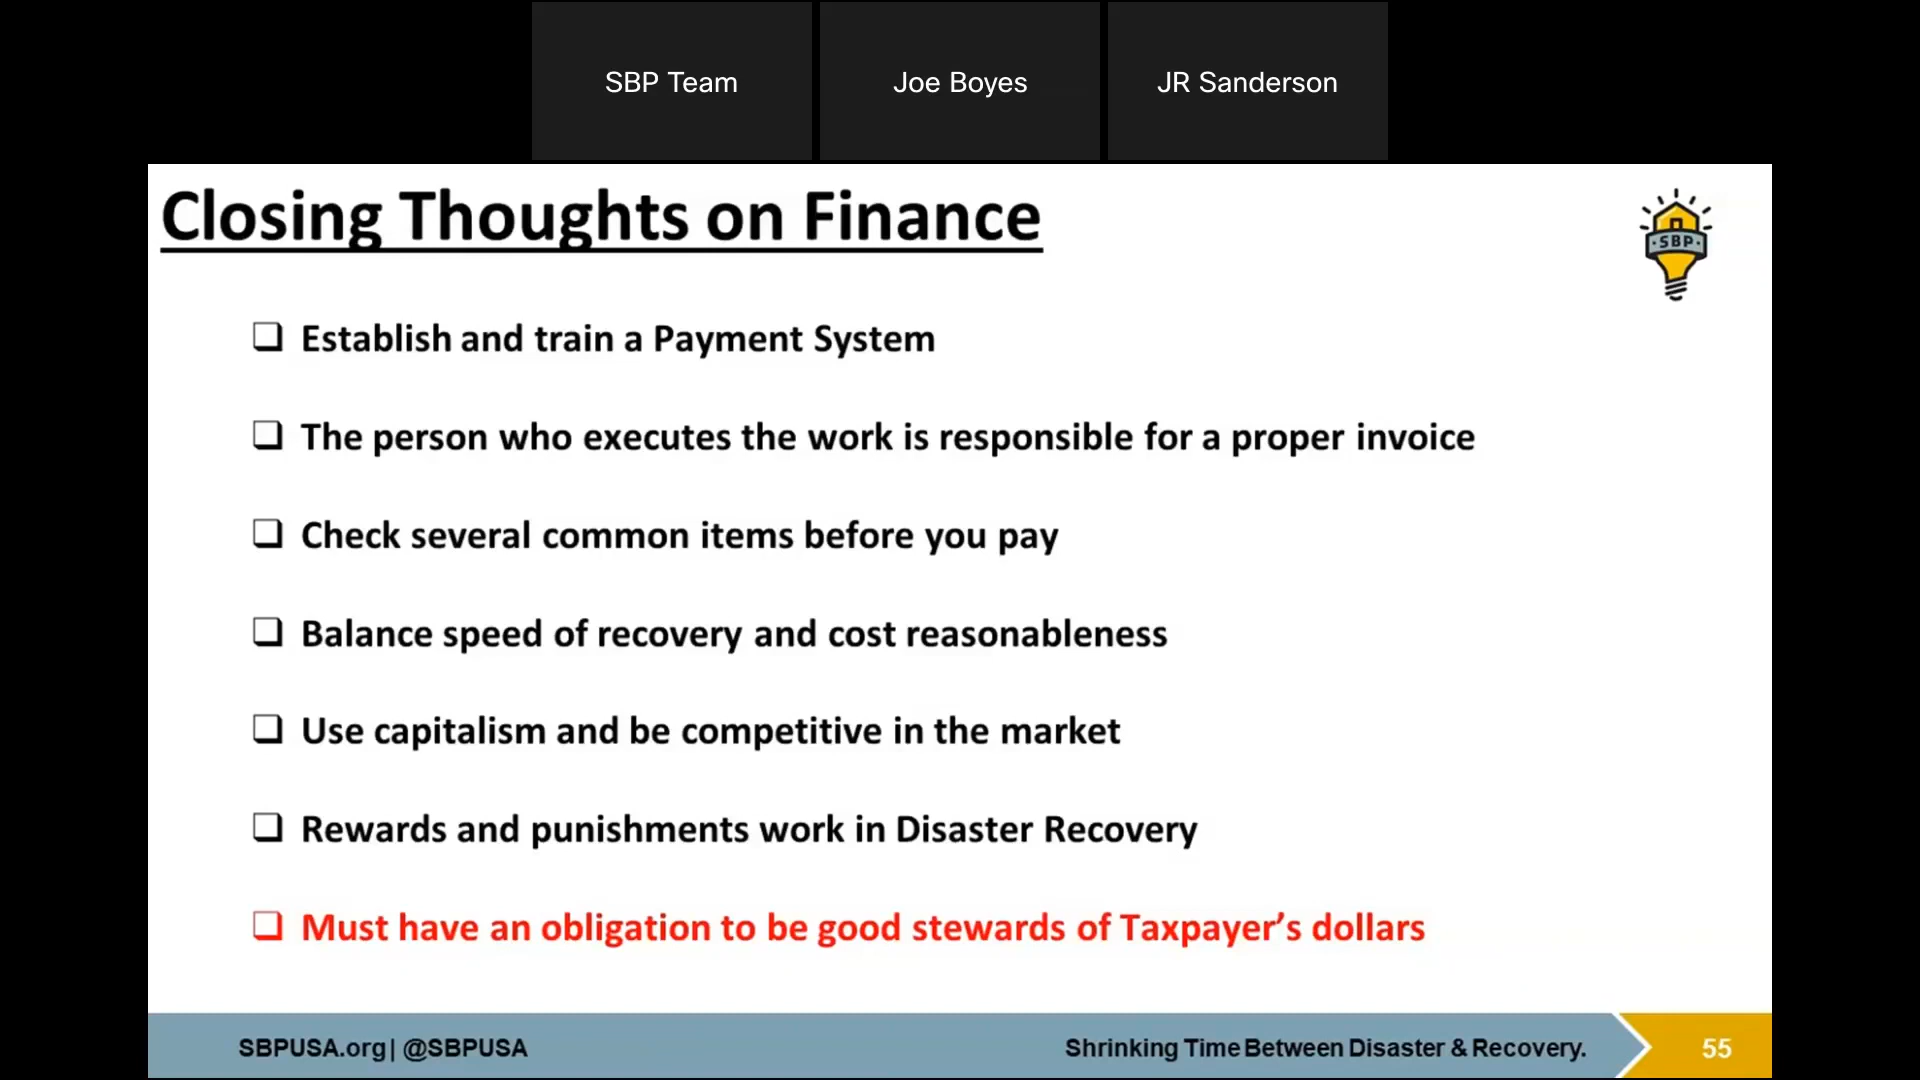 SBP Team
Joe Boyes
JR Sanderson
Closing Thoughts on Finance
SBP
Establish and train a Payment System
The person who executes the work is responsible for a proper invoice
Check several common items before you pay
Balance speed of recovery and cost reasonableness
Use capitalism and be competitive in the market
Rewards and punishments work in Disaster Recovery
Must have an obligation to be good stewards of Taxpayer’s dollars
SBPUSA.org| @SBPUSA
Shrinking Time Between Disaster & Recovery.
55